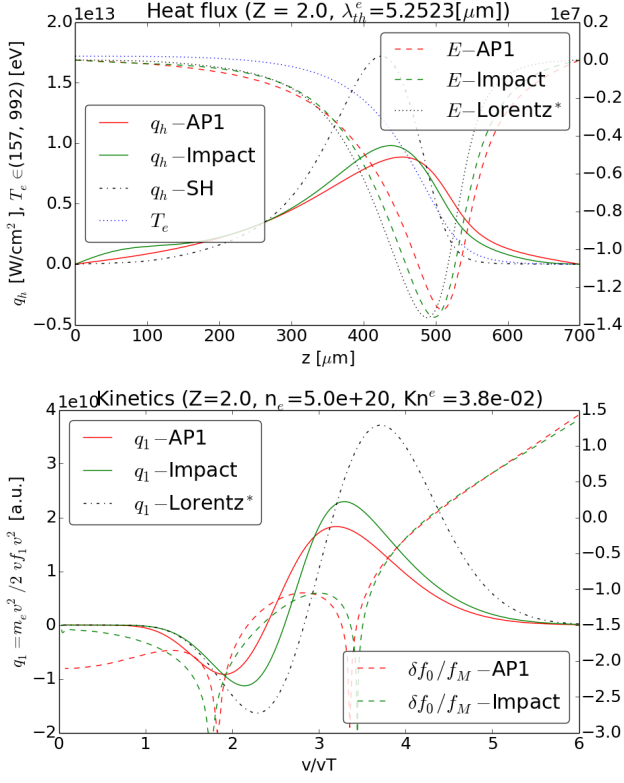 Heat flux (Z = 2.0, λ_th^e=5.2523[μm])
1e13
1e7
2.0
1.5
1.0
0.5
0.0
−0.5
q_h [W/cm² ], T_e ∈(157, 992) [eV]
q_h −AP1
q_h −Impact
q_h −SH
T_e
E−AP1
E−Impact
E−Lorentz*
0.2
0.0
−0.2
−0.4
−0.6
−0.8
−1.0
−1.2
−1.4
0 100 200 300 400 500 600 700
z [μm]
Kinetics (Z=2.0, n_e=5.0e+20, Kn^e =3.8e-02)
1e10
4
3
2
1
0
−1
−2
q_1 =m_e v² /2 vf_1 v² [a.u.]
q_1 −AP1
q_1 −Impact
q_1 −Lorentz*
δf_0/f_M −AP1
δf_0/f_M −Impact
1.5
1.0
0.5
0.0
−0.5
−1.0
−1.5
−2.0
−2.5
−3.0
0 1 2 3 4 5 6
v/vT